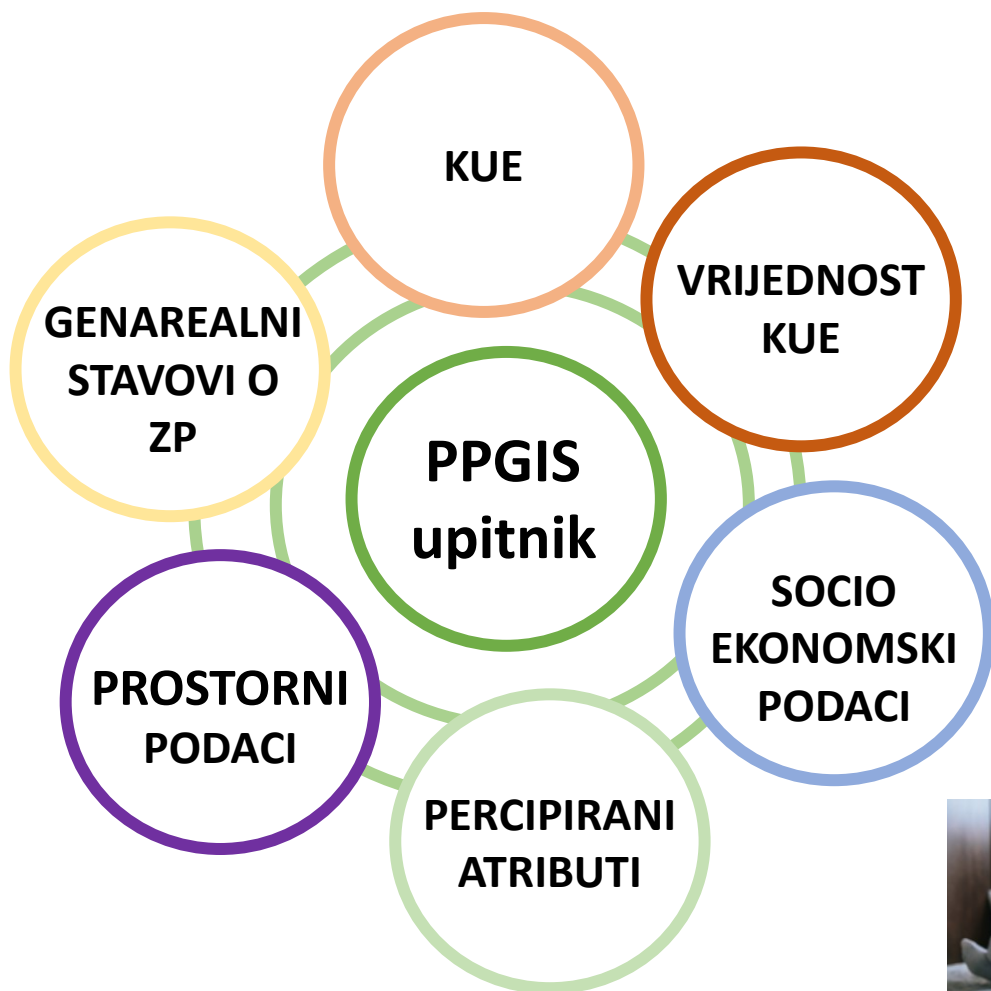 KUE
VRIJEDNOST
KUE
GENAREALNI
STAVOVI O
ZP
PPGIS
upitnik
SOCIO
EKONOMSKI
PODACI
PROSTORNI
PODACI
PERCIPIRANI
ATRIBUTI